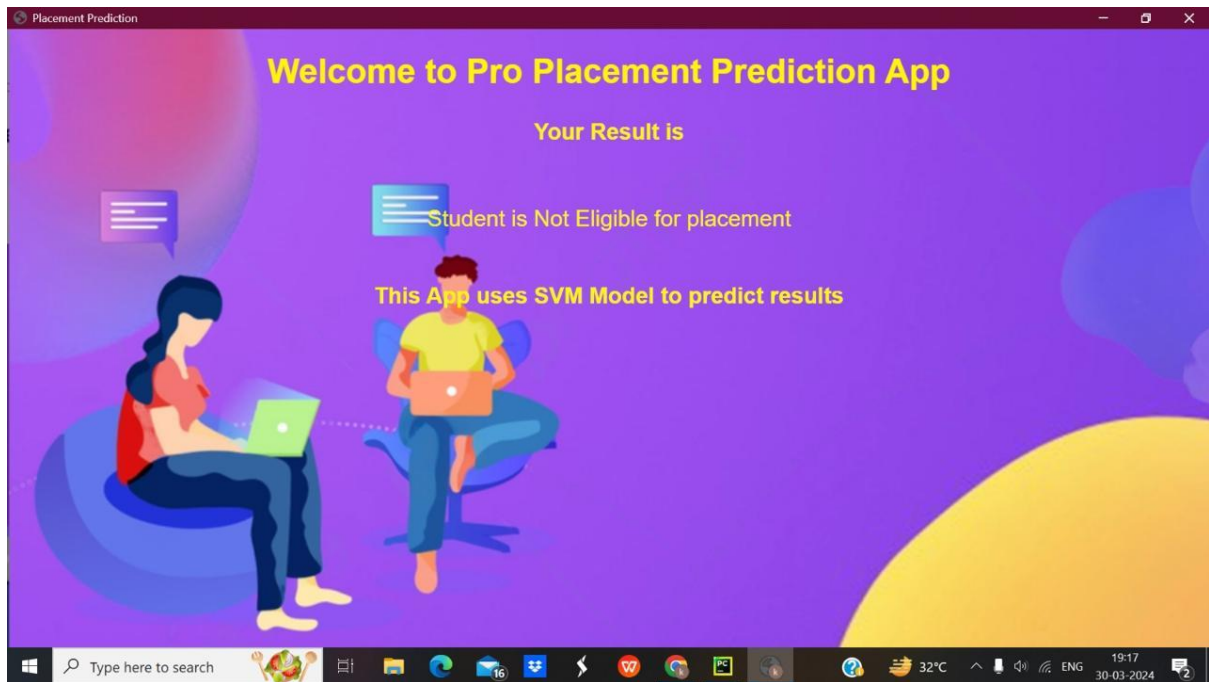 Placement Prediction
Welcome to Pro Placement Prediction App
Your Result is
Student is Not Eligible for placement
This App uses SVM Model to predict results
Type here to search
16
W
PC
32°C
ENG
19:17
30-03-2024
2